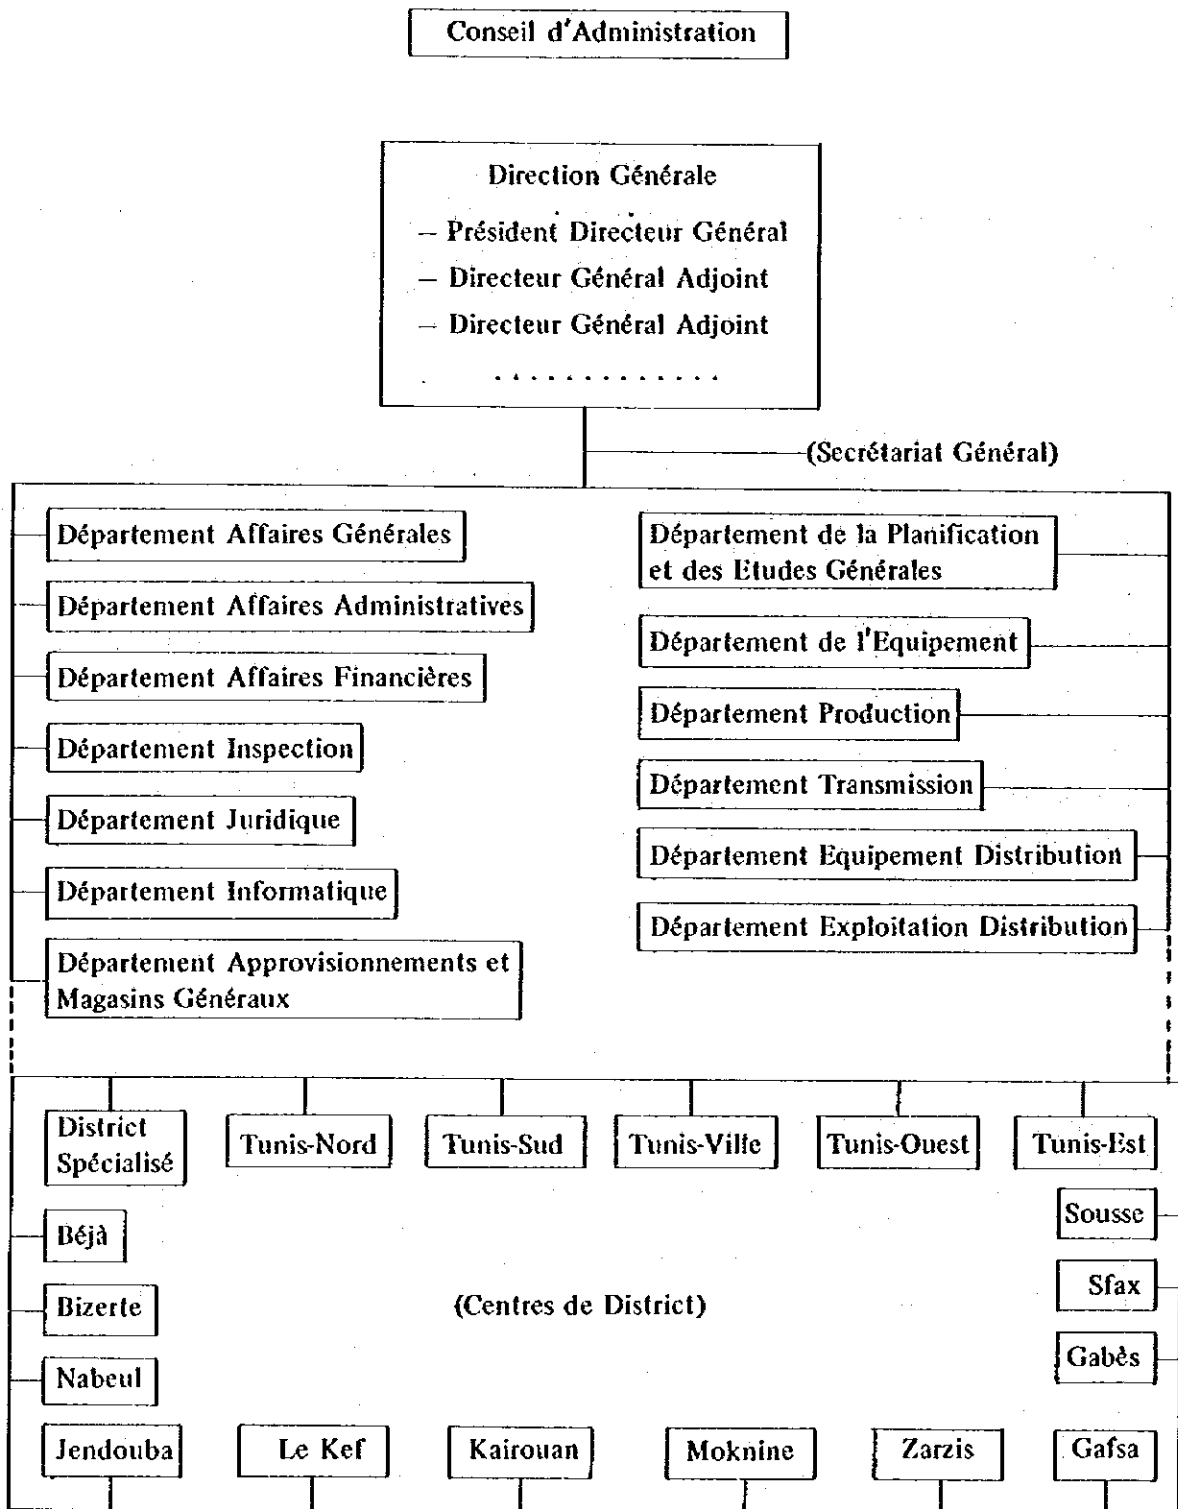 Conseil d'Administration
Direction Générale
— Président Directeur Général
— Directeur Général Adjoint
— Directeur Général Adjoint
. . . . . . . . . . . . .
(Secrétariat Général)
Département Affaires Générales
Département Affaires Administratives
Département Affaires Financières
Département Inspection
Département Juridique
Département Informatique
Département Approvisionnements et
Magasins Généraux
Département de la Planification
et des Etudes Générales
Département de l'Equipement
Département Production
Département Transmission
Département Equipement Distribution
Département Exploitation Distribution
District
Spécialisé
Tunis-Nord
Tunis-Sud
Tunis-Ville
Tunis-Ouest
Tunis-Est
Béjà
Bizerte
Nabeul
(Centres de District)
Sousse
Sfax
Gabès
Jendouba
Le Kef
Kairouan
Moknine
Zarzis
Gafsa